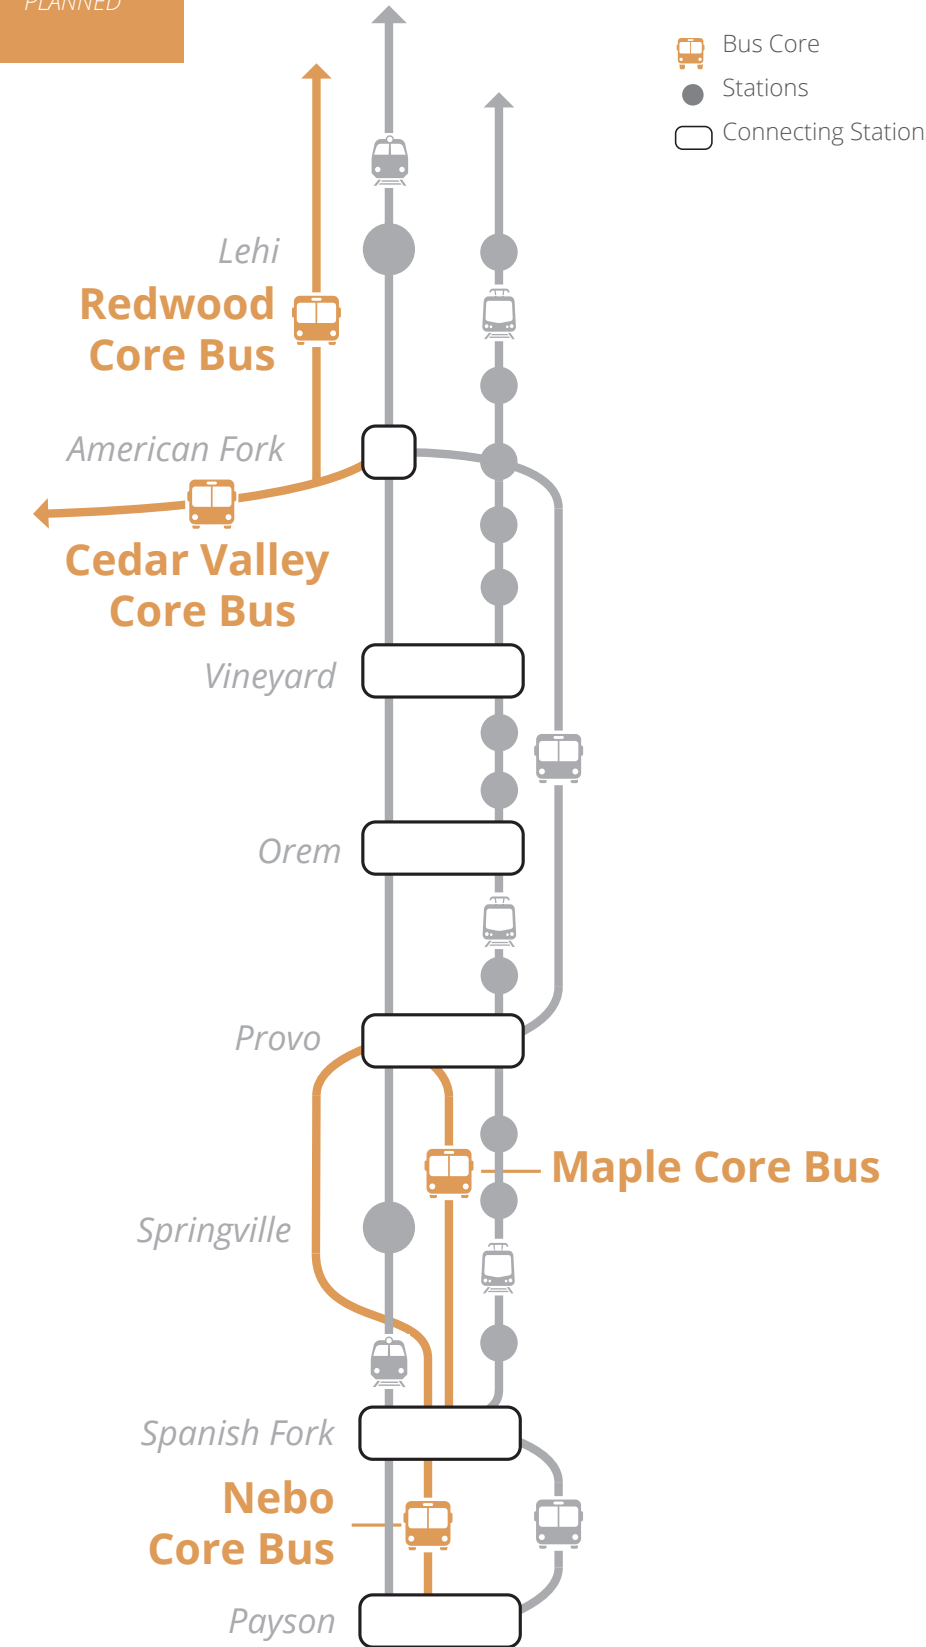 PLANNED
Bus Core
Stations
Connecting Station
Lehi
Redwood
Core Bus
American Fork
Cedar Valley
Core Bus
Vineyard
Orem
Provo
Maple Core Bus
Springville
Spanish Fork
Nebo
Core Bus
Payson